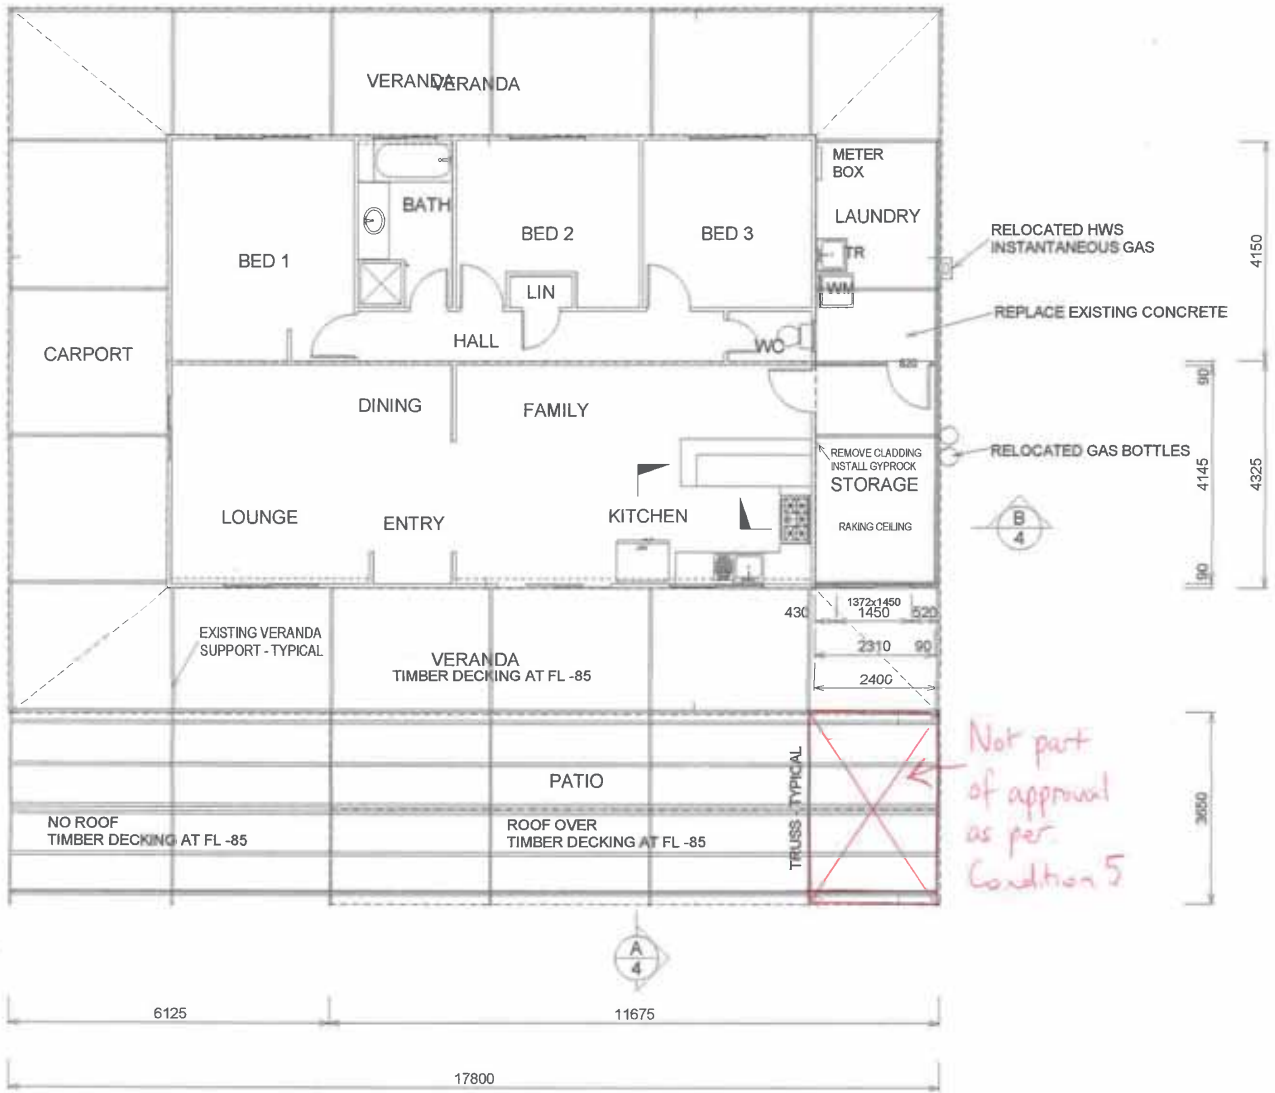 VERANDA
VERANDA
METER
BOX
LAUNDRY
BATH
BED 1
BED 2
BED 3
TR
WM
LIN
HALL
WC
CARPORT
RELOCATED HWS
INSTANTANEOUS GAS
REPLACE EXISTING CONCRETE
4150
620
DINING
FAMILY
REMOVE CLADDING
INSTALL GYPROCK
STORAGE
RAKING CEILING
RELOCATED GAS BOTTLES
90
4145
90
4325
B
4
LOUNGE
ENTRY
KITCHEN
1372x1450
430
1450
520
2310
90
2400
EXISTING VERANDA
SUPPORT - TYPICAL
VERANDA
TIMBER DECKING AT FL -85
PATIO
TRUSS - TYPICAL
Not part
of approval
as per
Condition 5
3650
NO ROOF
TIMBER DECKING AT FL -85
ROOF OVER
TIMBER DECKING AT FL -85
A
4
6125
11675
17800